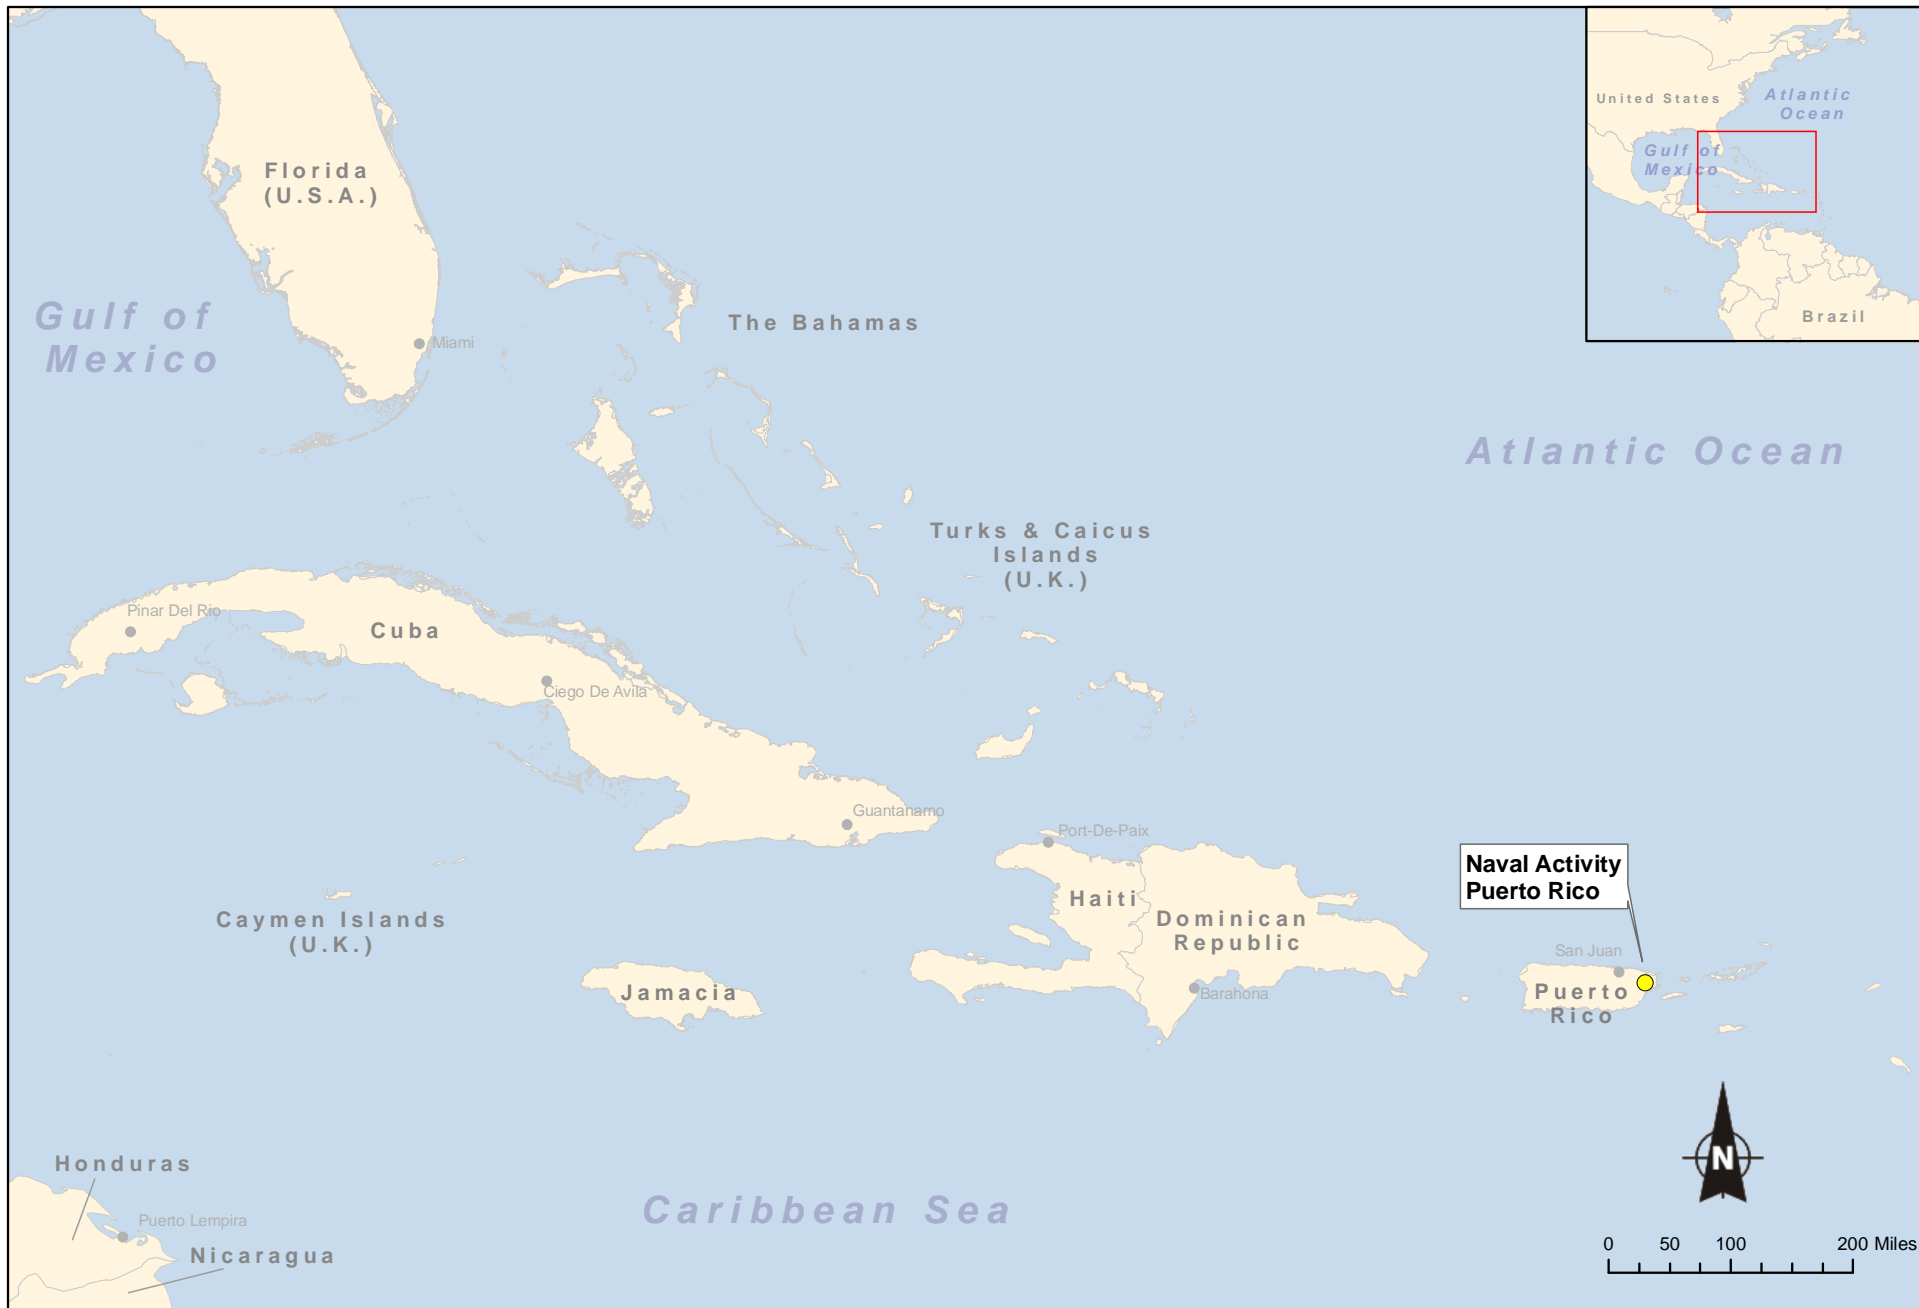 United States
Atlantic
Ocean
Gulf of
Mexico
Brazil
Florida
(U.S.A.)
Gulf of
Mexico
Miami
The Bahamas
Atlantic Ocean
Turks & Caicus
Islands
(U.K.)
Pinar Del Rio
Cuba
Ciego De Avila
Guantanamo
Port-De-Paix
Naval Activity
Puerto Rico
Haiti
Dominican
Republic
Caymen Islands
(U.K.)
San Juan
Jamacia
Barahona
Puerto
Rico
N
Honduras
Puerto Lempira
Caribbean Sea
Nicaragua
0 50 100 200 Miles